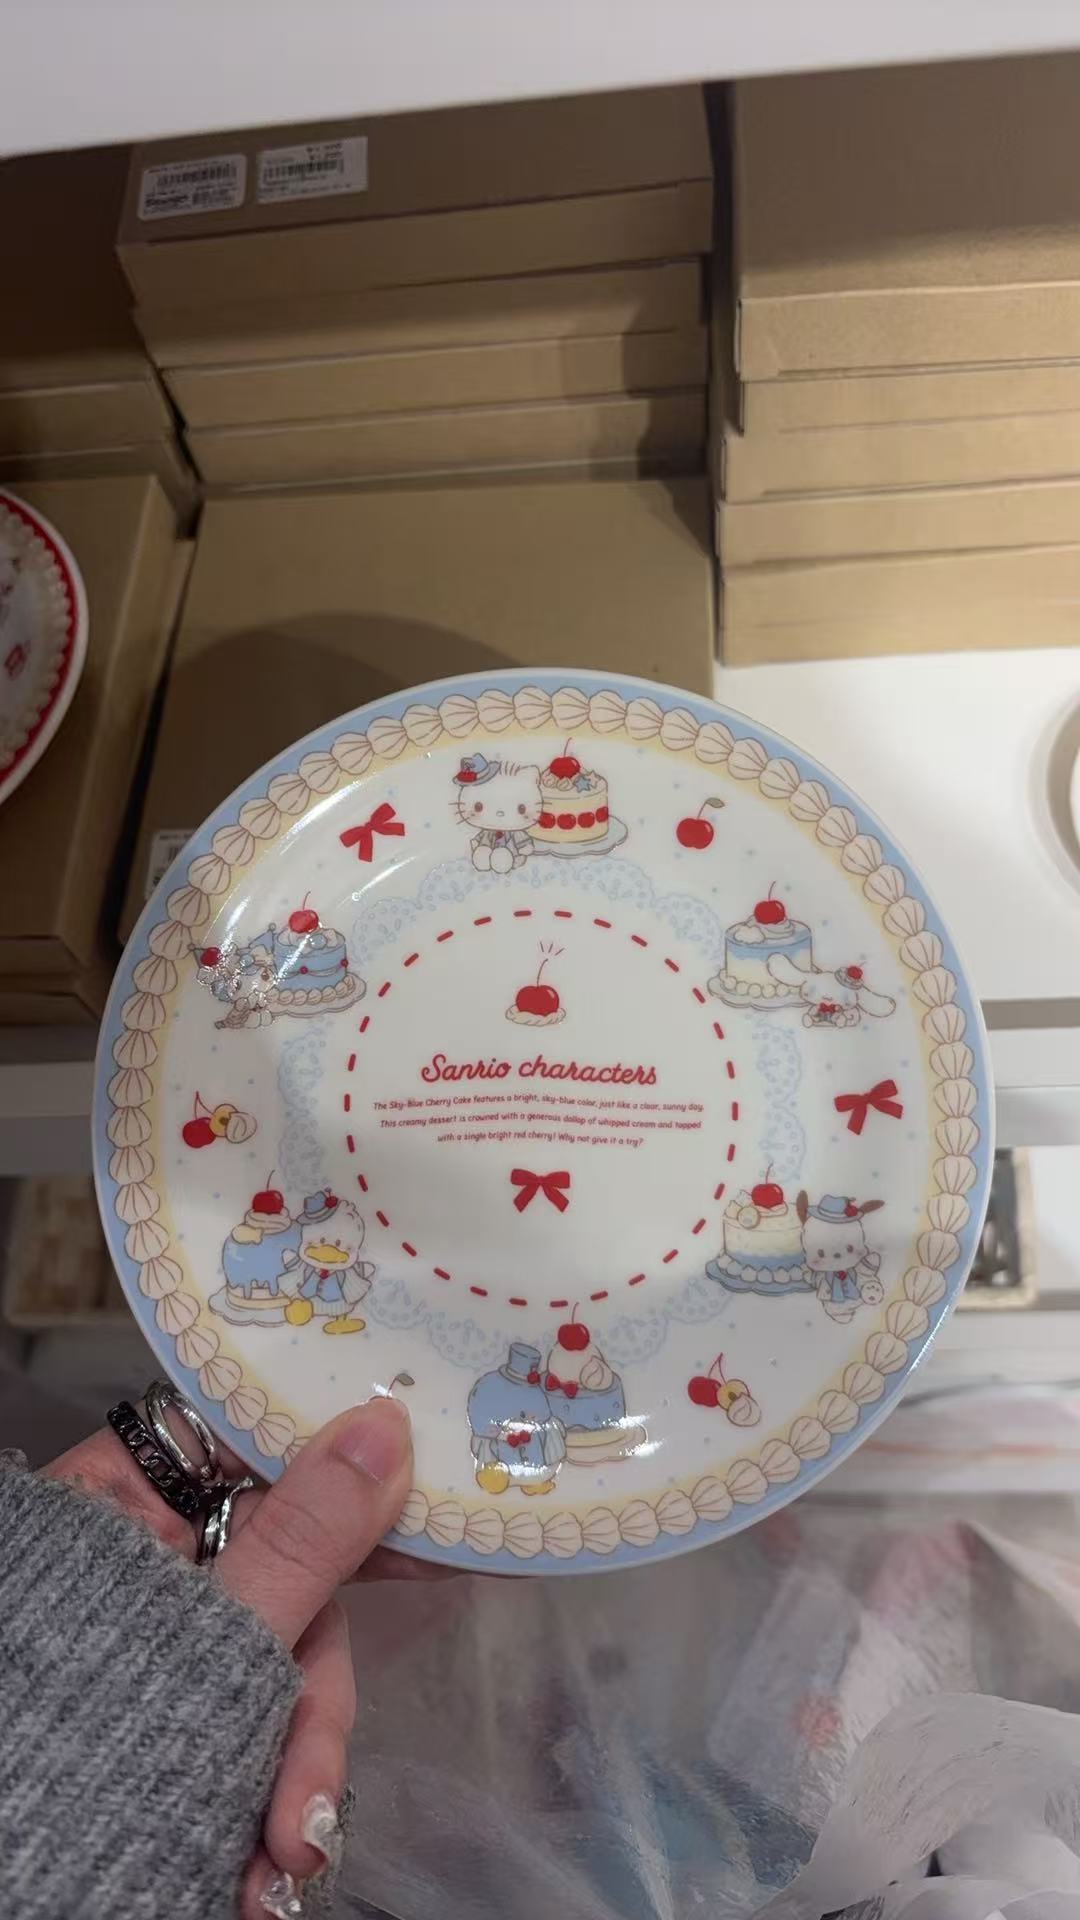 Sanrio characters
The Sky-Blue Cherry Cake features a bright, sky-blue color, just like a clear, sunny day.
This creamy dessert is crowned with a generous dollop of whipped cream and topped
with a single bright red cherry! Why not give it a try?